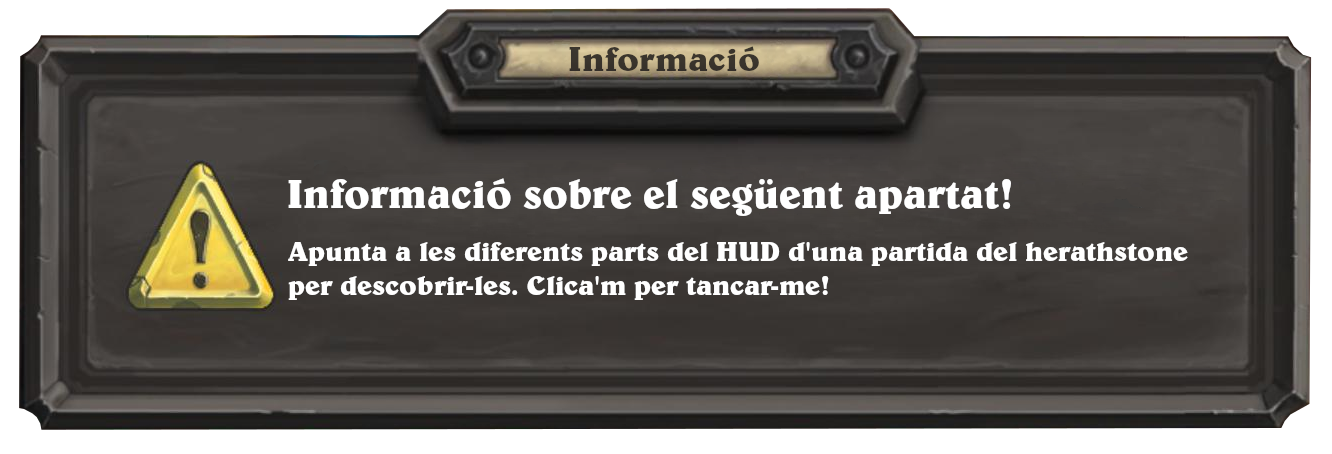 Informació
Informació sobre el següent apartat!
Apunta a les diferents parts del HUD d'una partida del herathstone
per descobrir-les. Clica'm per tancar-me!